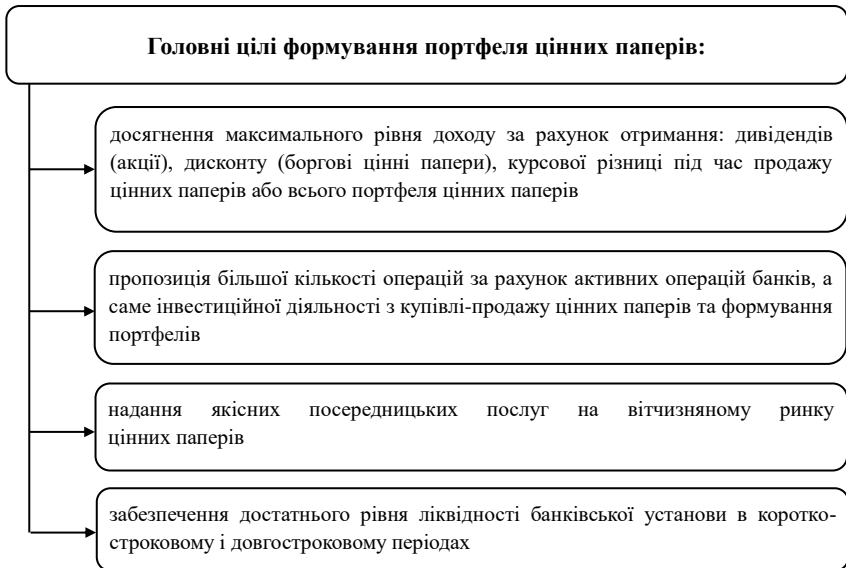 Головні цілі формування портфеля цінних паперів:
досягнення максимального рівня доходу за рахунок отримання: дивідендів
(акції), дисконту (боргові цінні папери), курсової різниці під час продажу
цінних паперів або всього портфеля цінних паперів
пропозиція більшої кількості операцій за рахунок активних операцій банків, а
саме інвестиційної діяльності з купівлі-продажу цінних паперів та формування
портфелів
надання якісних посередницьких послуг на вітчизняному ринку
цінних паперів
забезпечення достатнього рівня ліквідності банківської установи в коротко-
строковому і довгостроковому періодах